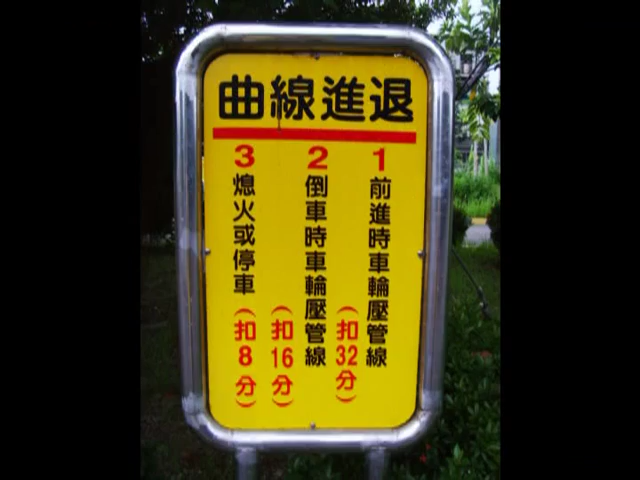 曲線進退
1前進時車輪壓管線
(扣32分)
2倒車時車輪壓管線
(扣16分)
3熄火或停車(扣8分)